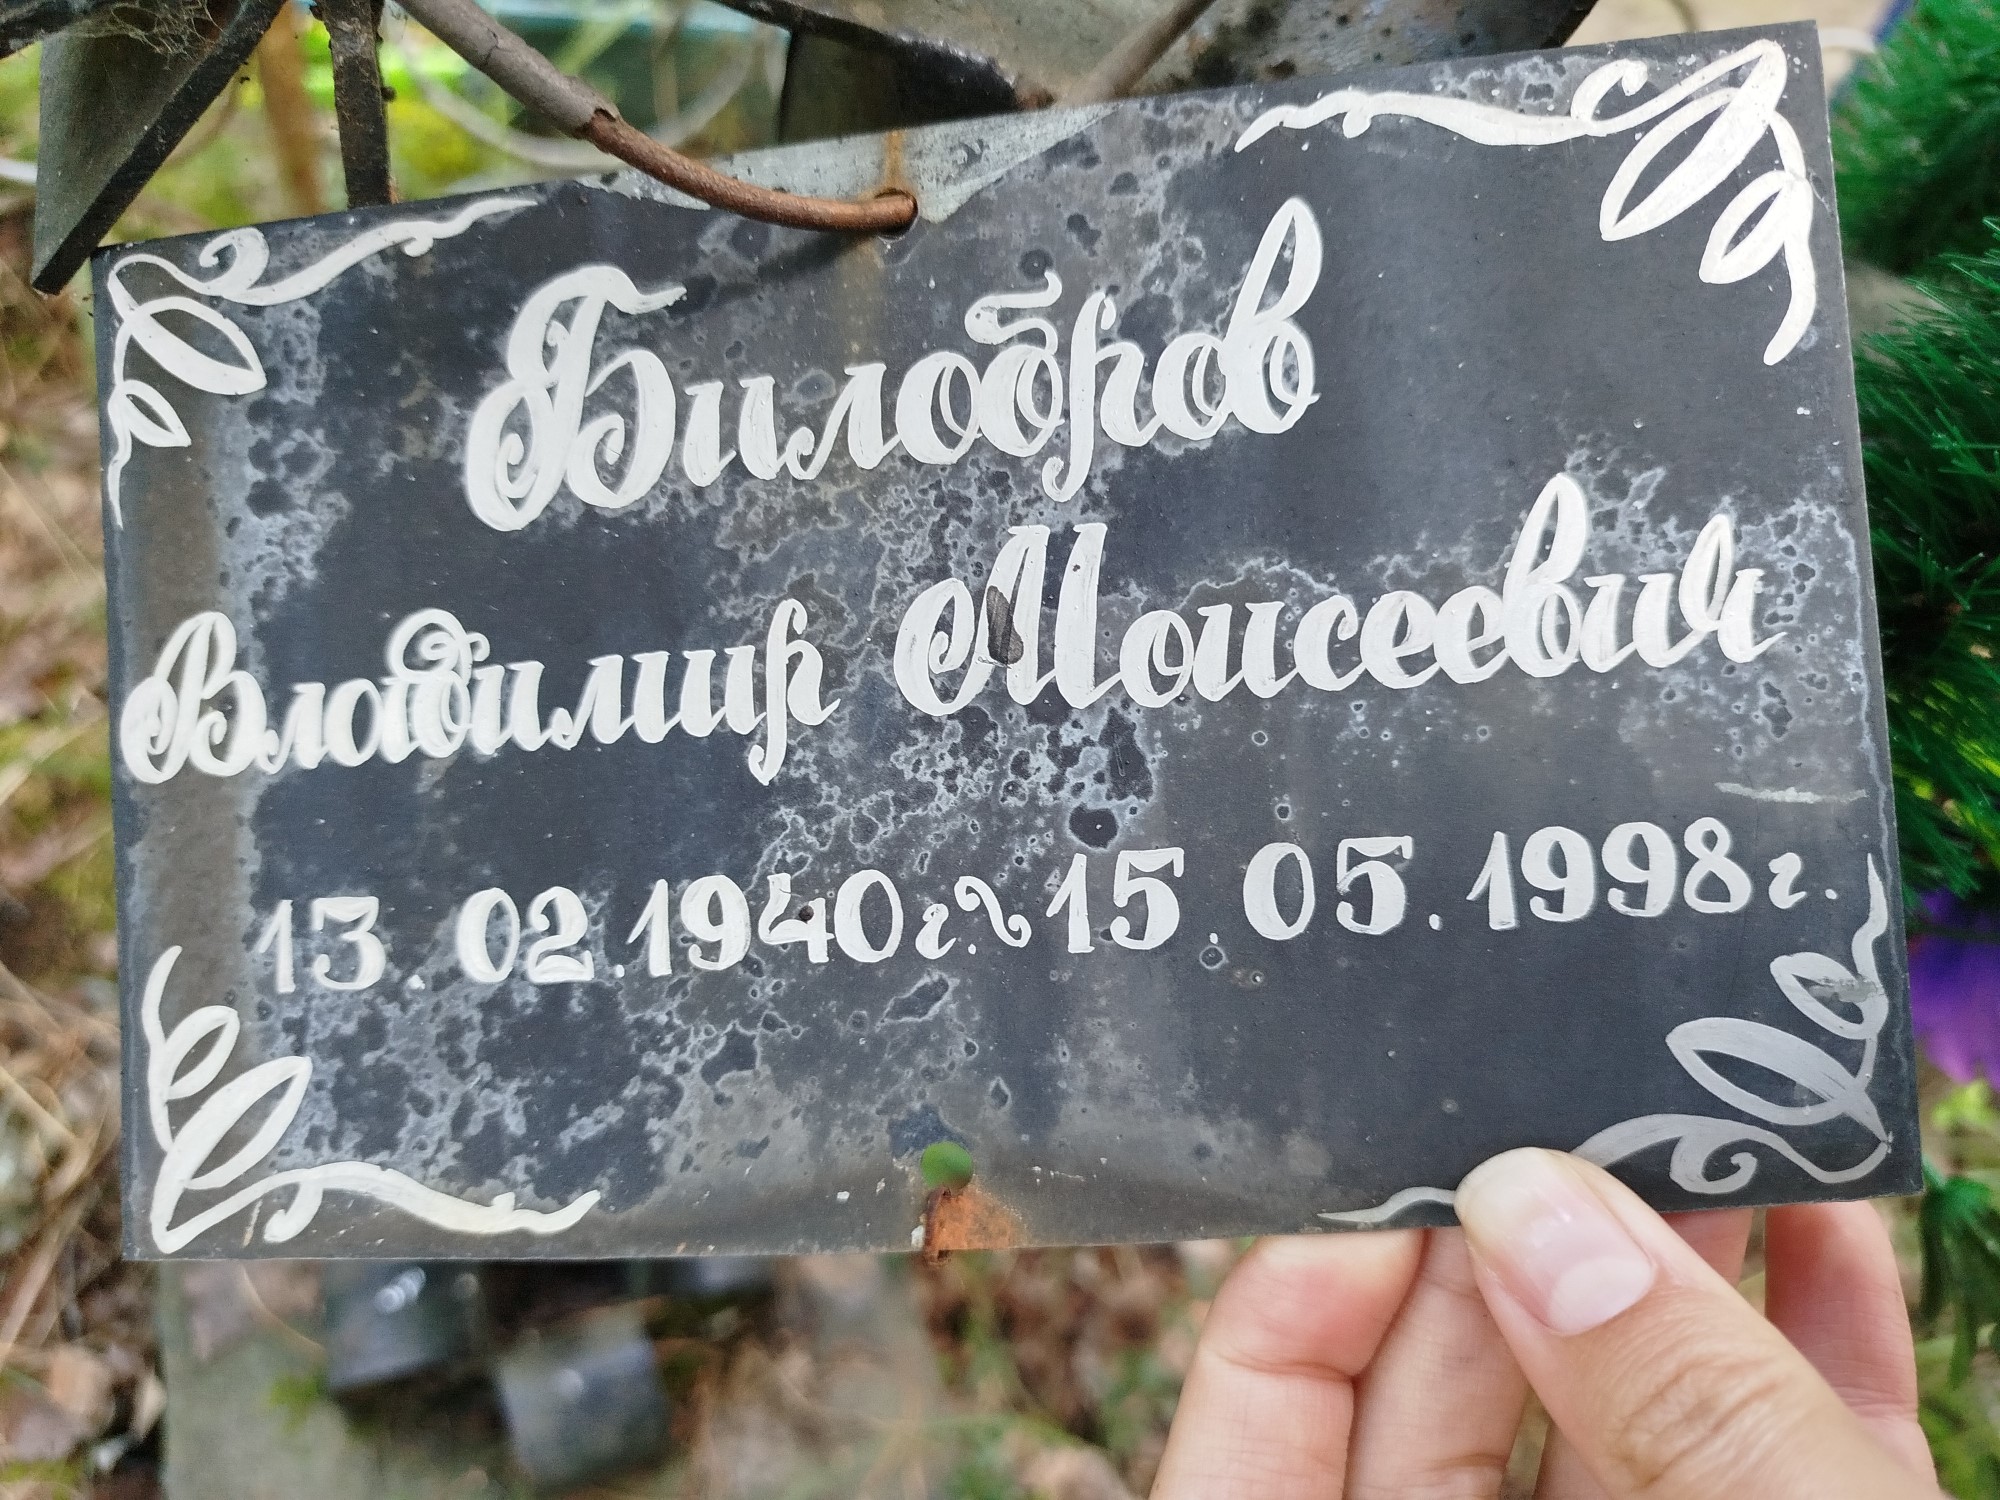 Билобров
Владимир Моисеевич
13.02.1940г. ~ 15.05.1998г.